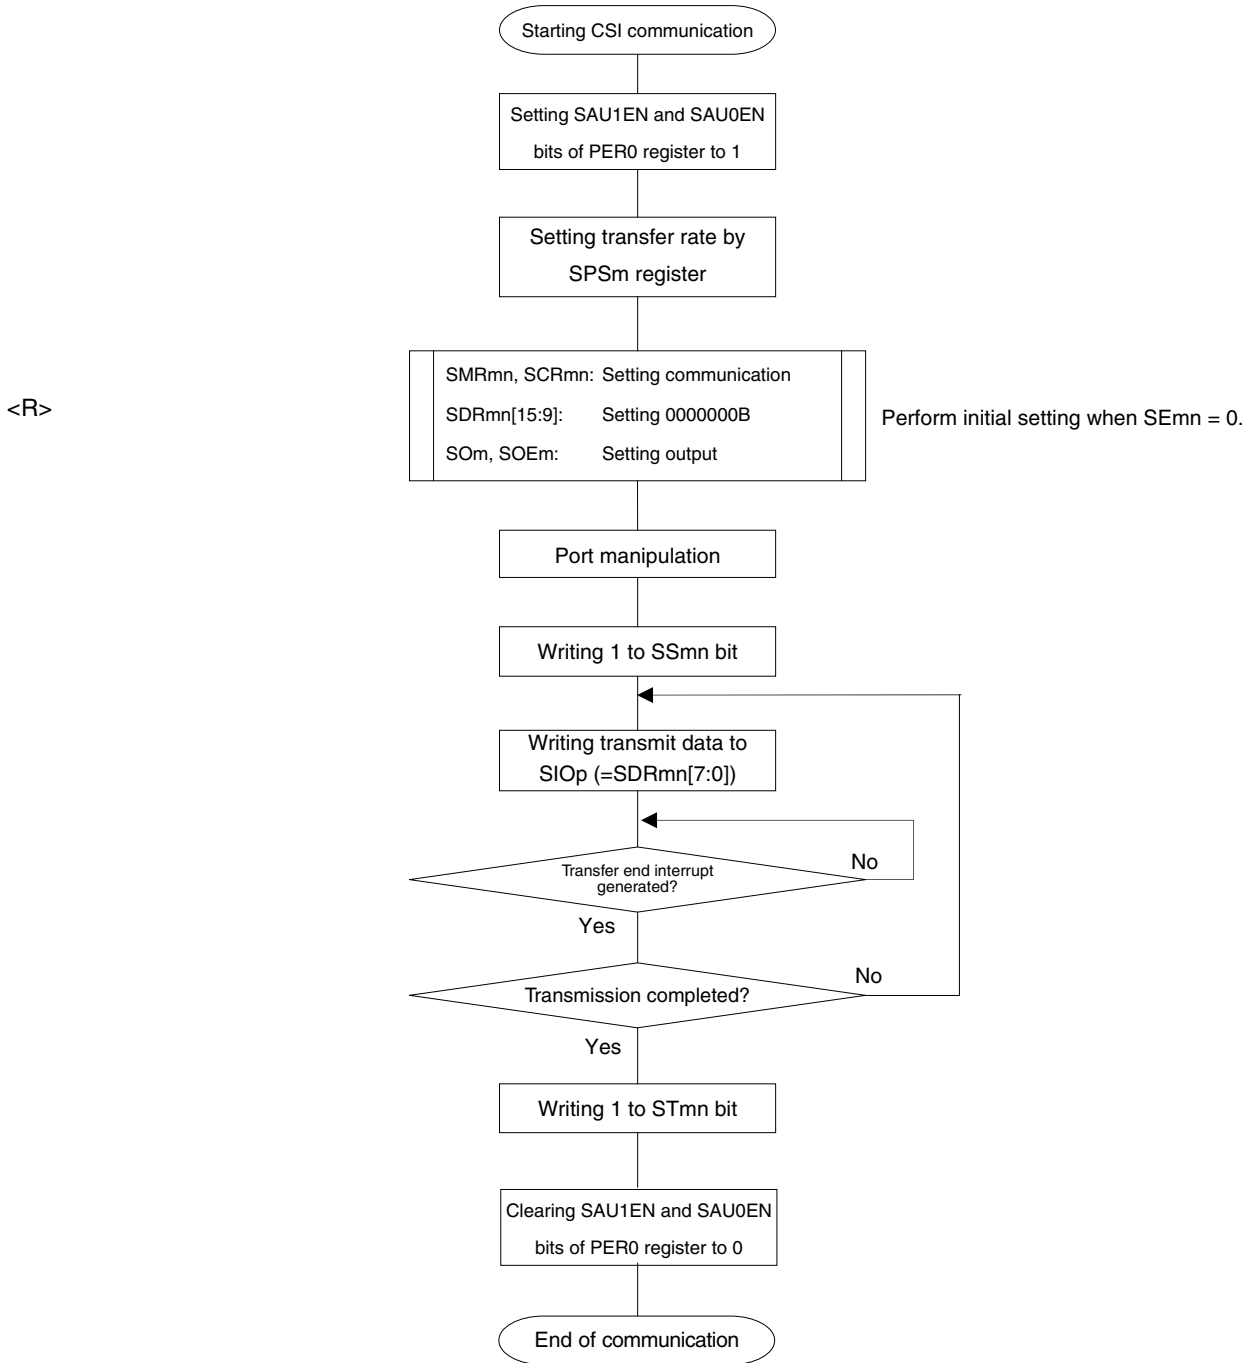 Starting CSI communication
Setting SAU1EN and SAU0EN
bits of PER0 register to 1
Setting transfer rate by
SPSm register
<R>
SMRmn, SCRmn: Setting communication
SDRmn[15:9]: Setting 0000000B
SOm, SOEm: Setting output
Perform initial setting when SEmn = 0.
Port manipulation
Writing 1 to SSmn bit
Writing transmit data to
SIOp (=SDRmn[7:0])
Transfer end interrupt
generated?
No
Yes
Transmission completed?
No
Yes
Writing 1 to STmn bit
Clearing SAU1EN and SAU0EN
bits of PER0 register to 0
End of communication